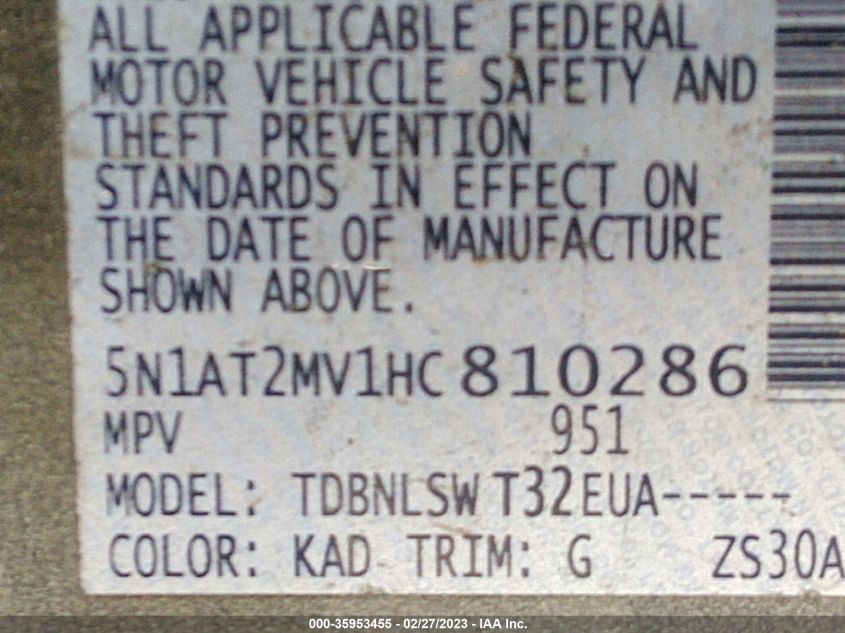 ALL APPLICABLE FEDERAL
MOTOR VEHICLE SAFETY AND
THEFT PREVENTION
STANDARDS IN EFFECT ON
THE DATE OF MANUFACTURE
SHOWN ABOVE.
5N1AT2MV1HC810286
MPV 951
MODEL: TDBNLSW T32EUA-----
COLOR: KAD TRIM: G ZS30A
000-35953455 - 02/27/2023 - IAA Inc.